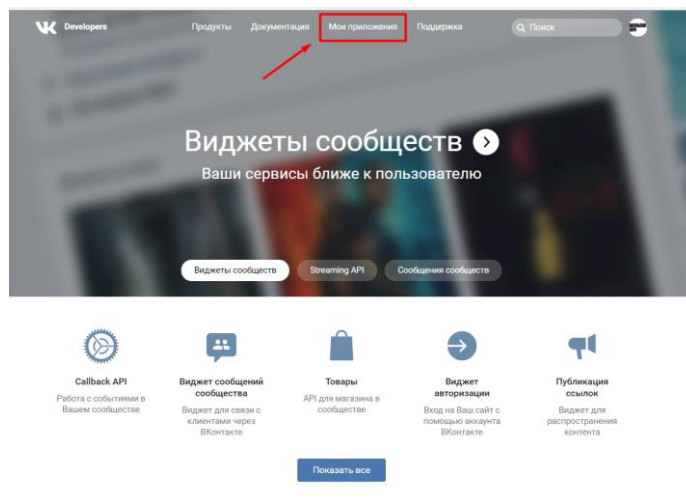 Developers
Продукты
Документация
Мои приложения
Поддержка
Поиск
Виджеты сообществ
Ваши сервисы ближе к пользователю
Виджеты сообществ
Streaming API
Сообщения сообществ
Callback API
Работа с событиями в
Вашем сообществе
Виджет сообщений
сообщества
Виджет для связи с
клиентами через
ВКонтакте
Товары
API для магазина в
сообществе
Виджет
авторизации
Вход на Ваш сайт с
помощью аккаунта
ВКонтакте
Публикация
ссылок
Виджет для
распространения
контента
Показать все